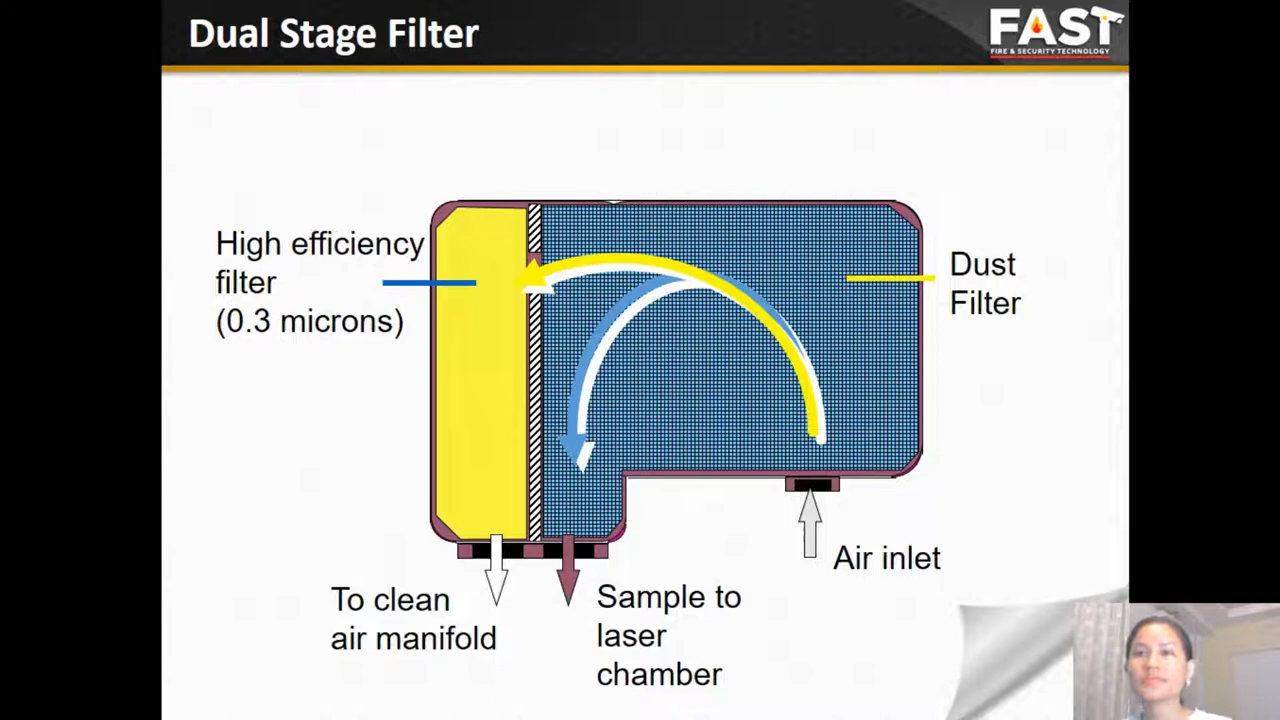 Dual Stage Filter
FAST
FIRE & SECURITY TECHNOLOGY
High efficiency
filter
(0.3 microns)
Dust
Filter
Air inlet
To clean
air manifold
Sample to
laser
chamber